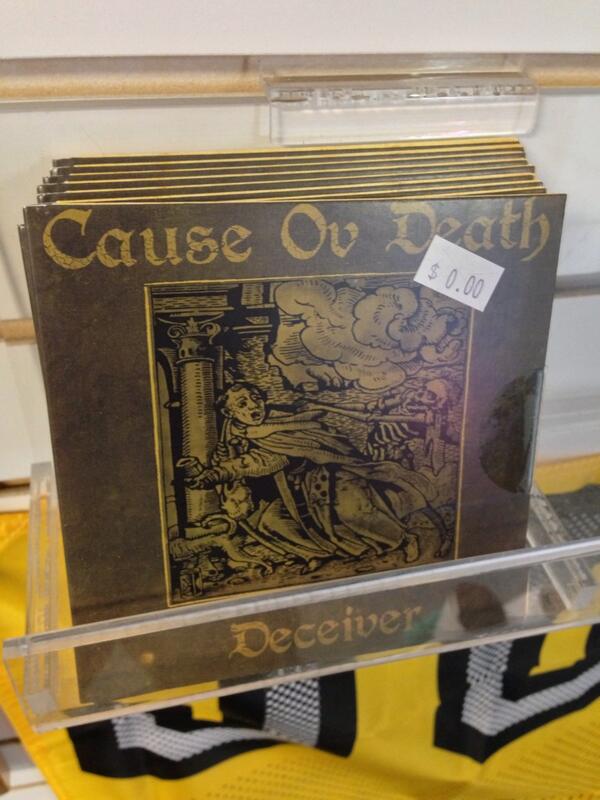 Cause Ov Death
$ 0.00
Deceiver